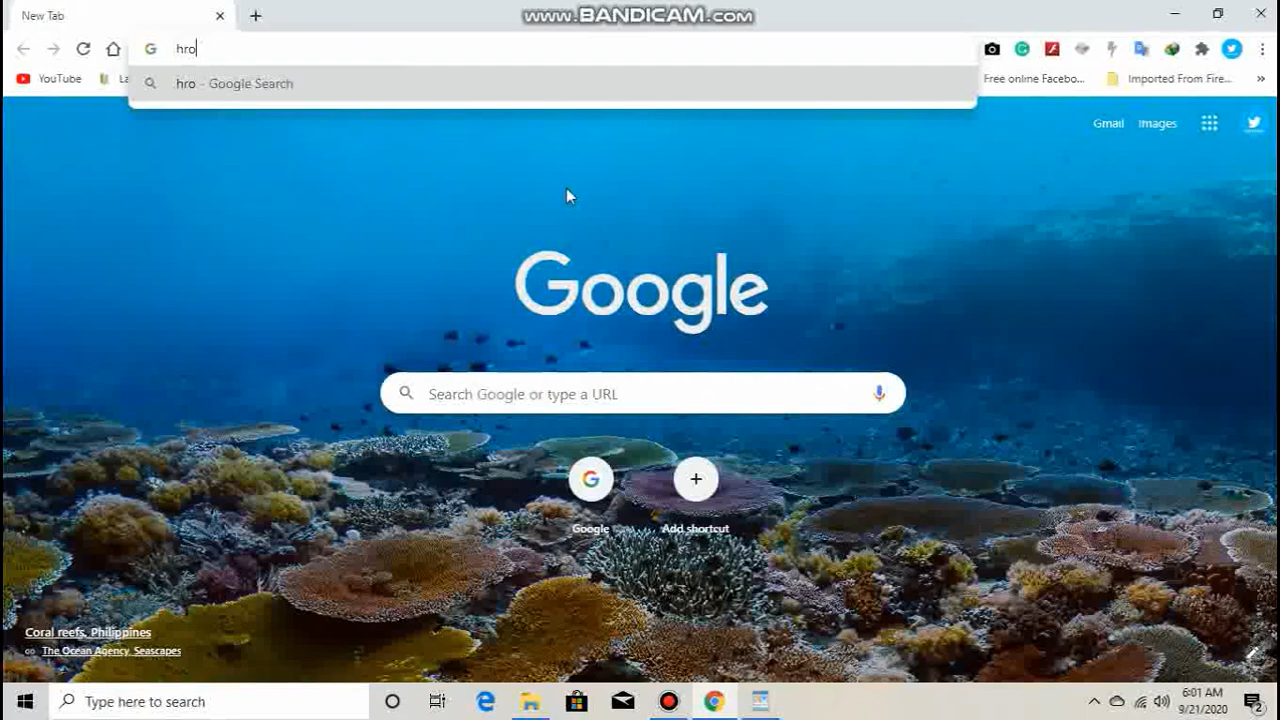 New Tab
www.BANDICAM.com
hro
hro - Google Search
YouTube
La
Free online Facebo...
Imported From Fire...
»
Gmail
Images
Google
Search Google or type a URL
Google
Add shortcut
Coral reefs, Philippines
The Ocean Agency, Seascapes
Type here to search
6:01 AM
9/21/2020
2